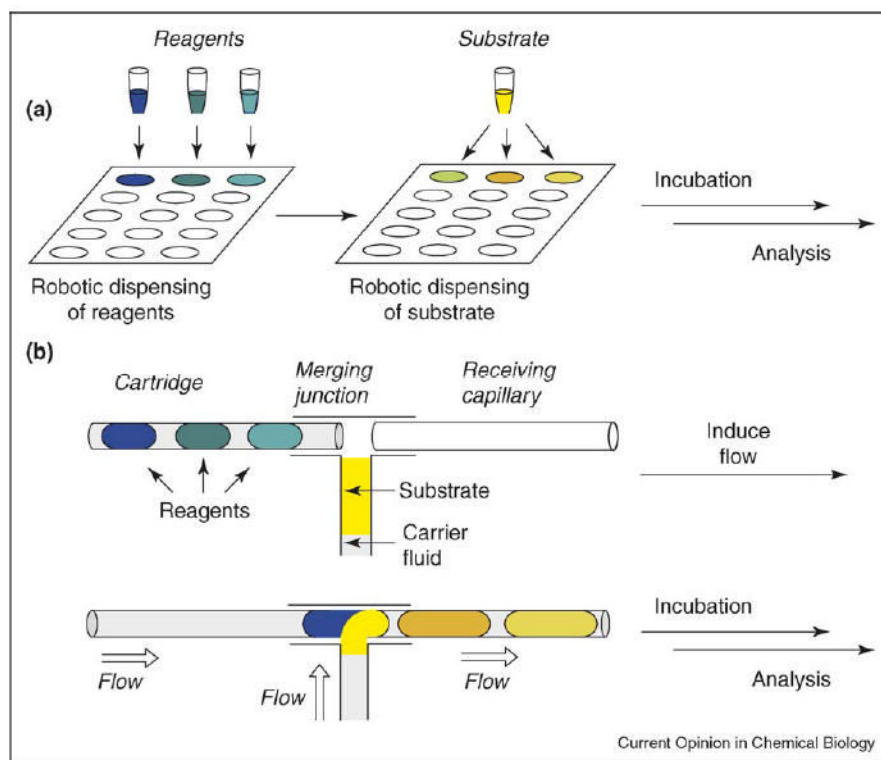 Reagents
Substrate
(a)
Incubation
Analysis
Robotic dispensing
of reagents
Robotic dispensing
of substrate
(b)
Cartridge
Merging
junction
Receiving
capillary
Induce
flow
Reagents
Substrate
Carrier
fluid
Incubation
Flow
Flow
Flow
Analysis
Current Opinion in Chemical Biology